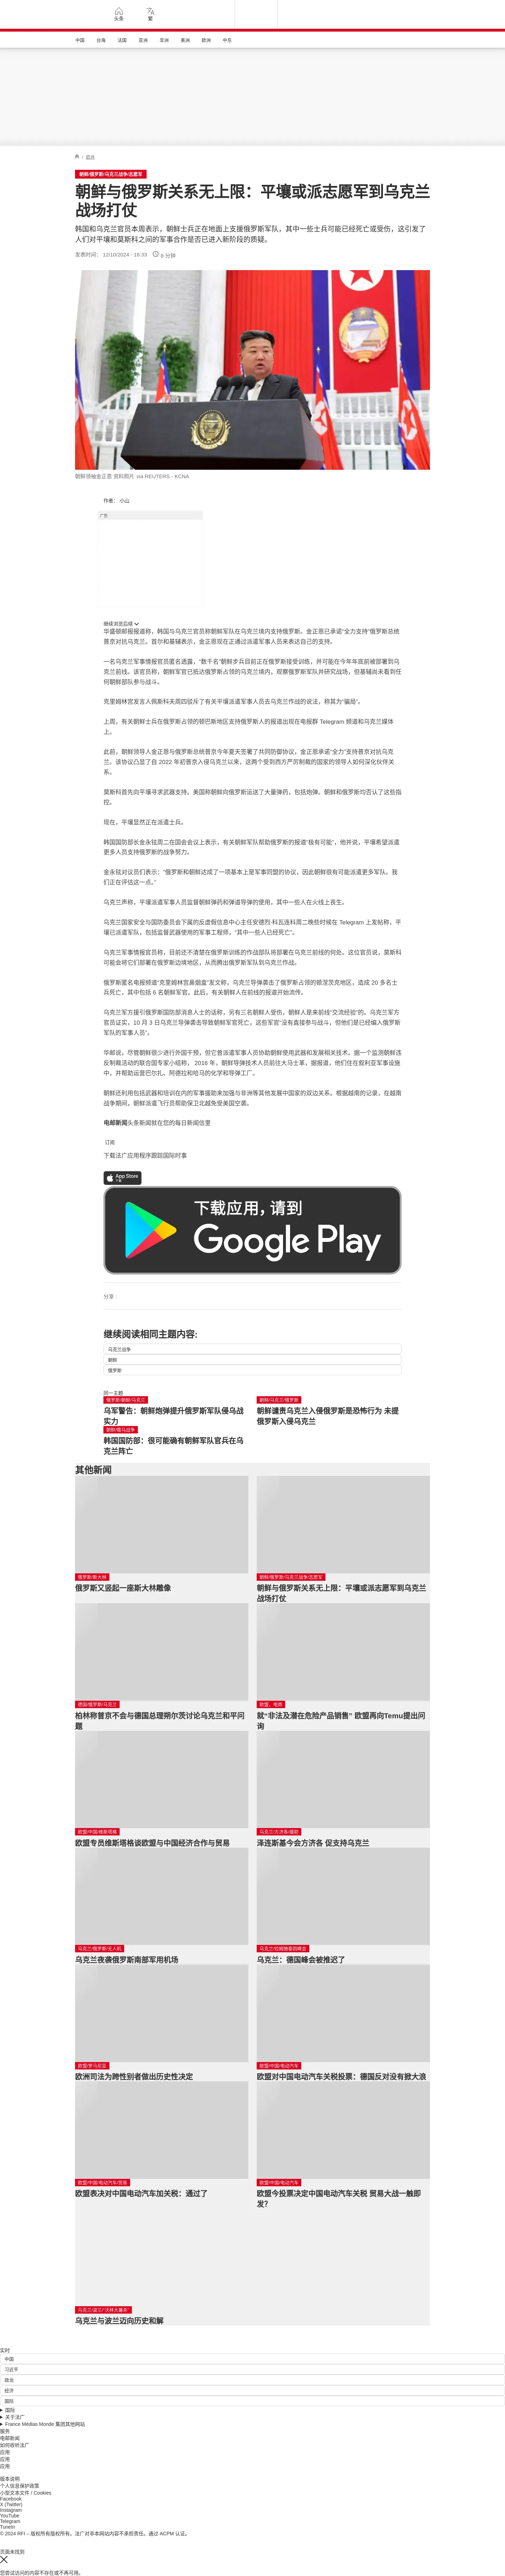 头条
繁
中国
台海
法国
亚洲
非洲
美洲
欧洲
中东
/ 欧洲
朝鲜/俄罗斯/乌克兰战争/志愿军
朝鲜与俄罗斯关系无上限：平壤或派志愿军到乌克兰
战场打仗
韩国和乌克兰官员本周表示，朝鲜士兵正在地面上支援俄罗斯军队，其中一些士兵可能已经死亡或受伤，这引发了
人们对平壤和莫斯科之间的军事合作是否已进入新阶段的质疑。
发表时间： 12/10/2024 - 16:33
8 分钟
朝鲜领袖金正恩 资料图片 via REUTERS - KCNA
作者： 小山
广告
继续浏览后续
华盛顿邮报报道称，韩国与乌克兰官员称朝鲜军队在乌克兰境内支持俄罗斯。金正恩已承诺“全力支持”俄罗斯总统
普京对抗乌克兰。首尔和基辅表示，金正恩现在正通过派遣军事人员来表达自己的支持。
一名乌克兰军事情报官员匿名透露，“数千名”朝鲜步兵目前正在俄罗斯接受训练，并可能在今年年底前被部署到乌
克兰前线。该官员称，朝鲜军官已抵达俄罗斯占领的乌克兰境内，观察俄罗斯军队并研究战场，但基辅尚未看到任
何朝鲜部队参与战斗。
克里姆林宫发言人佩斯科夫周四驳斥了有关平壤派遣军事人员去乌克兰作战的说法，称其为“骗局”。
上周，有关朝鲜士兵在俄罗斯占领的顿巴斯地区支持俄罗斯人的报道出现在电报群 Telegram 频道和乌克兰媒体
上。
此前，朝鲜领导人金正恩与俄罗斯总统普京今年夏天签署了共同防御协议，金正恩承诺“全力”支持普京对抗乌克
兰。该协议凸显了自 2022 年初普京入侵乌克兰以来，这两个受到西方严厉制裁的国家的领导人如何深化伙伴关
系。
莫斯科首先向平壤寻求武器支持。美国称朝鲜向俄罗斯运送了大量弹药，包括炮弹。朝鲜和俄罗斯均否认了这些指
控。
现在，平壤显然正在派遣士兵。
韩国国防部长金永铉周二在国会会议上表示，有关朝鲜军队帮助俄罗斯的报道“极有可能”，他并说，平壤希望派遣
更多人员支持俄罗斯的战争努力。
金永铉对议员们表示：“俄罗斯和朝鲜达成了一项基本上是军事同盟的协议，因此朝鲜很有可能派遣更多军队。我
们正在评估这一点。”
乌克兰声称，平壤派遣军事人员监督朝鲜弹药和弹道导弹的使用，其中一些人在火线上丧生。
乌克兰国家安全与国防委员会下属的反虚假信息中心主任安德烈·科瓦连科周二晚些时候在 Telegram 上发帖称，平
壤已派遣军队，包括监督武器使用的军事工程师，“其中一些人已经死亡”。
乌克兰军事情报官员称，目前还不清楚在俄罗斯训练的作战部队将部署在乌克兰前线的何处。这位官员说，莫斯科
可能会将它们部署在俄罗斯边境地区，从而腾出俄罗斯军队到乌克兰作战。
俄罗斯匿名电报频道“克里姆林宫鼻烟盒”发文称，乌克兰导弹袭击了俄罗斯占领的顿涅茨克地区，造成 20 多名士
兵死亡，其中包括 6 名朝鲜军官。此后，有关朝鲜人在前线的报道开始流传。
乌克兰军方援引俄罗斯国防部消息人士的话称，另有三名朝鲜人受伤，朝鲜人是来前线“交流经验”的。乌克兰军方
官员证实，10 月 3 日乌克兰导弹袭击导致朝鲜军官死亡，这些军官“没有直接参与战斗，但他们是已经编入俄罗斯
军队的军事人员”。
华邮说，尽管朝鲜很少进行外国干预，但它曾派遣军事人员协助朝鲜使用武器和发展相关技术。据一个监测朝鲜违
反制裁活动的联合国专家小组称， 2016 年，朝鲜导弹技术人员前往大马士革，据报道，他们住在叙利亚军事设施
中，并帮助运营巴尔扎、阿德拉和哈马的化学和导弹工厂。
朝鲜还利用包括武器和培训在内的军事援助来加强与非洲等其他发展中国家的双边关系。根据越南的记录，在越南
战争期间，朝鲜派遣飞行员帮助保卫北越免受美国空袭。
电邮新闻头条新闻就在您的每日新闻信里
订阅
下载法广应用程序跟踪国际时事
App Store
下载
下载应用，请到
Google Play
分享 :
继续阅读相同主题内容:
乌克兰战争
朝鲜
俄罗斯
同一主题
俄罗斯/朝鲜/乌克兰
乌军警告：朝鲜炮弹提升俄罗斯军队侵乌战
实力
朝鲜/乌克兰/俄罗斯
朝鲜谴责乌克兰入侵俄罗斯是恐怖行为 未提
俄罗斯入侵乌克兰
朝鲜/俄乌战争
韩国国防部：很可能确有朝鲜军队官兵在乌
克兰阵亡
其他新闻
俄罗斯/斯大林
俄罗斯又竖起一座斯大林雕像
朝鲜/俄罗斯/乌克兰战争/志愿军
朝鲜与俄罗斯关系无上限：平壤或派志愿军到乌克兰
战场打仗
德国/俄罗斯/乌克兰
柏林称普京不会与德国总理朔尔茨讨论乌克兰和平问
题
欧盟、电商
就“非法及潜在危险产品销售” 欧盟再向Temu提出问
询
欧盟/中国/维斯塔格
欧盟专员维斯塔格谈欧盟与中国经济合作与贸易
乌克兰/方济各/援助
泽连斯基今会方济各 促支持乌克兰
乌克兰/俄罗斯/无人机
乌克兰夜袭俄罗斯南部军用机场
乌克兰/拉姆施泰因峰会
乌克兰：德国峰会被推迟了
欧盟/罗马尼亚
欧洲司法为跨性别者做出历史性决定
欧盟/中国/电动汽车
欧盟对中国电动汽车关税投票：德国反对没有掀大浪
欧盟/中国/电动汽车/贸易
欧盟表决对中国电动汽车加关税：通过了
欧盟/中国/电动汽车
欧盟今投票决定中国电动汽车关税 贸易大战一触即
发？
乌克兰/波兰/“沃林大屠杀”
乌克兰与波兰迈向历史和解
实时
中国
习近平
政治
经济
国际
国际
关于法广
France Médias Monde 集团其他网站
服务
电邮新闻
如何收听法广
应用
应用
应用
版本说明
个人信息保护政策
小型文本文件 / Cookies
Facebook
X (Twitter)
Instagram
YouTube
Telegram
TuneIn
© 2024 RFI – 版权所有版权所有。法广对非本网站内容不承担责任。通过 ACPM 认证。
页面未找到
您尝试访问的内容不存在或不再可用。